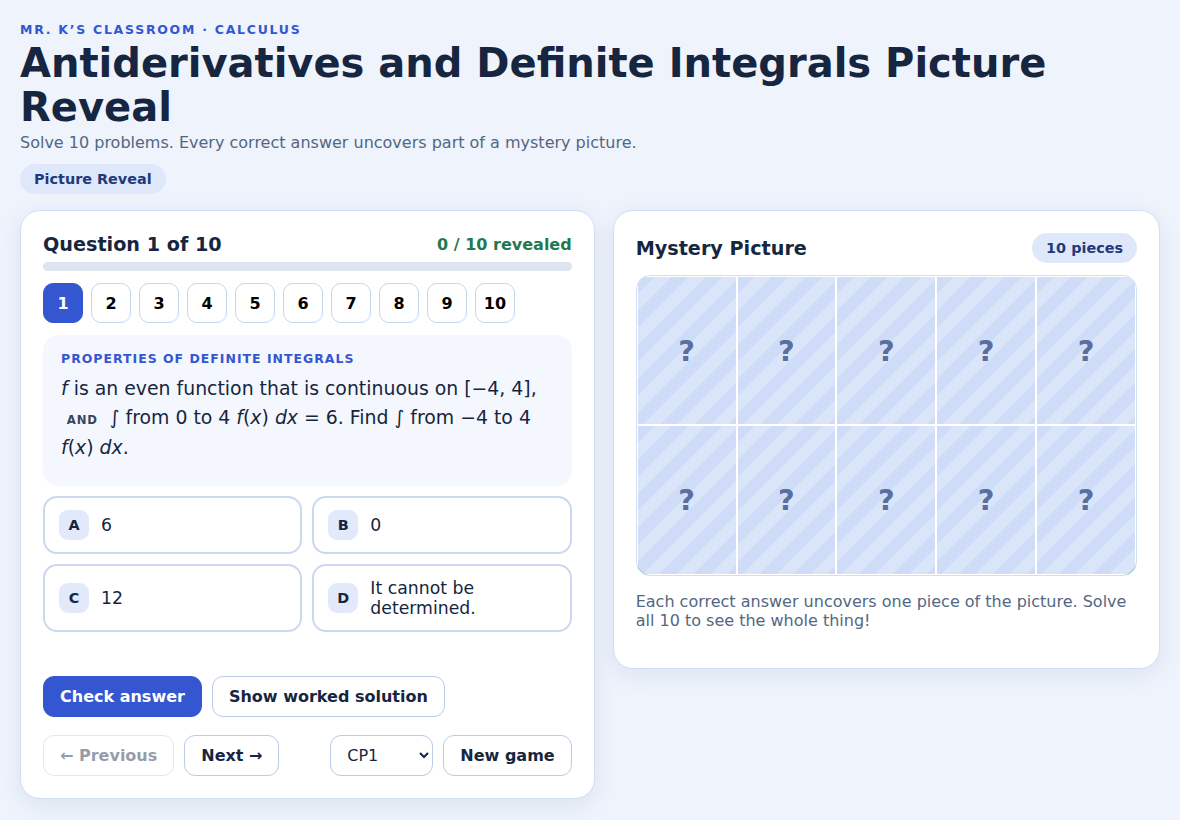 MR. K’S CLASSROOM · CALCULUS
Antiderivatives and Definite Integrals Picture
Reveal
Solve 10 problems. Every correct answer uncovers part of a mystery picture.
Picture Reveal
Question 1 of 10
0 / 10 revealed
1 2 3 4 5 6 7 8 9 10
PROPERTIES OF DEFINITE INTEGRALS
f is an even function that is continuous on [−4, 4],
AND ∫ from 0 to 4 f(x) dx = 6. Find ∫ from −4 to 4
f(x) dx.
A 6
B 0
C 12
D It cannot be
determined.
Check answer
Show worked solution
← Previous
Next →
CP1
New game
Mystery Picture
10 pieces
? ? ? ? ?
? ? ? ? ?
Each correct answer uncovers one piece of the picture. Solve
all 10 to see the whole thing!